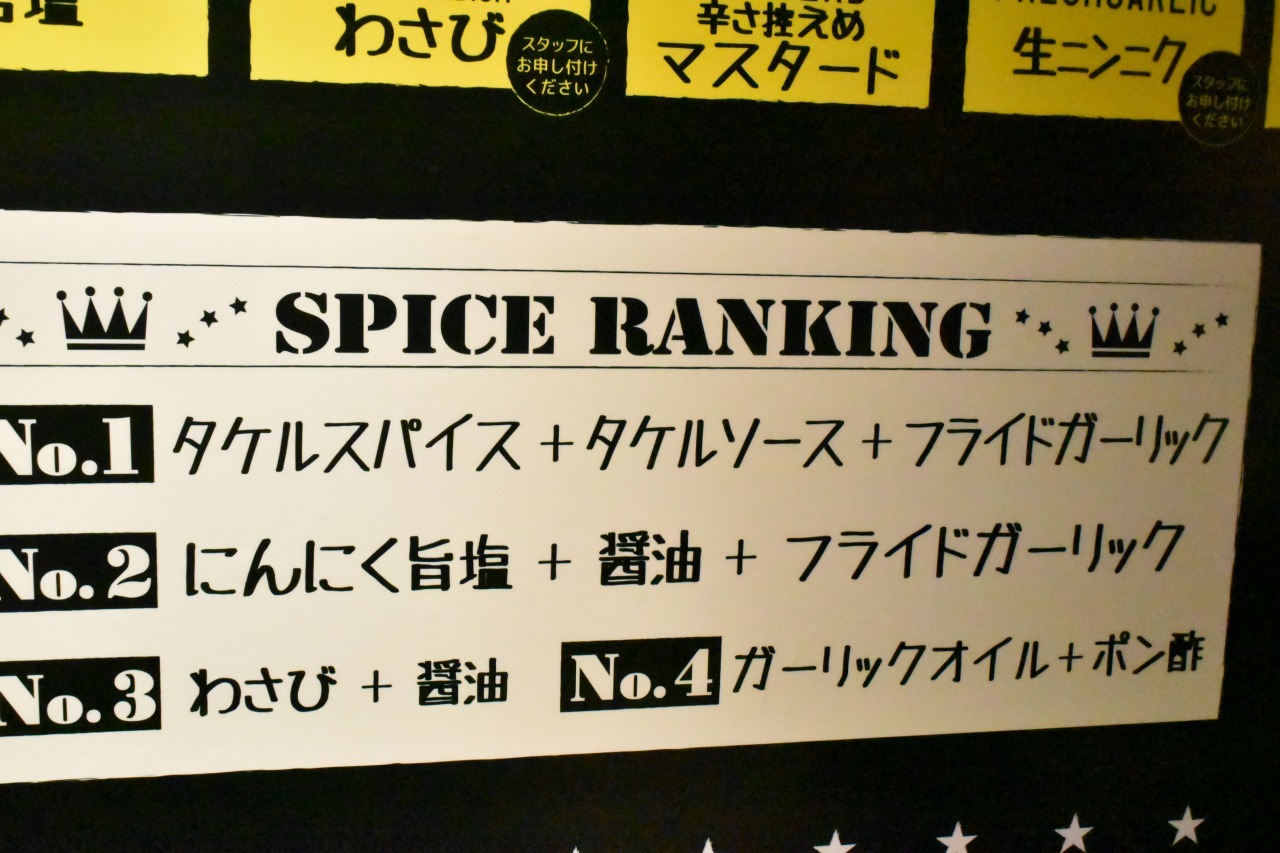 旨塩
わさび
スタッフに
お申し付け
ください
辛さ控えめ
マスタード
生ニンニク
スタッフに
お申し付け
ください
SPICE RANKING
No.1 タケルスパイス + タケルソース + フライドガーリック
No.2 にんにく旨塩 + 醤油 + フライドガーリック
No.3 わさび + 醤油 No.4 ガーリックオイル+ポン酢